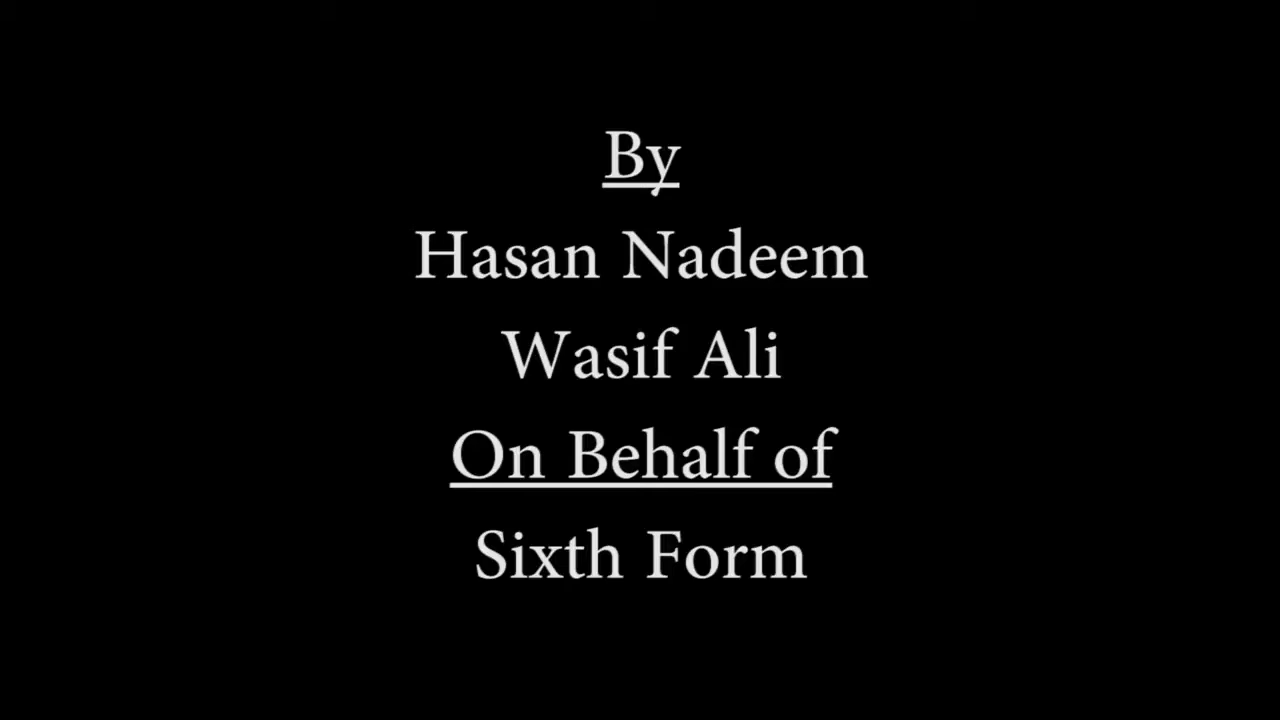 By
Hasan Nadeem
Wasif Ali
On Behalf of
Sixth Form